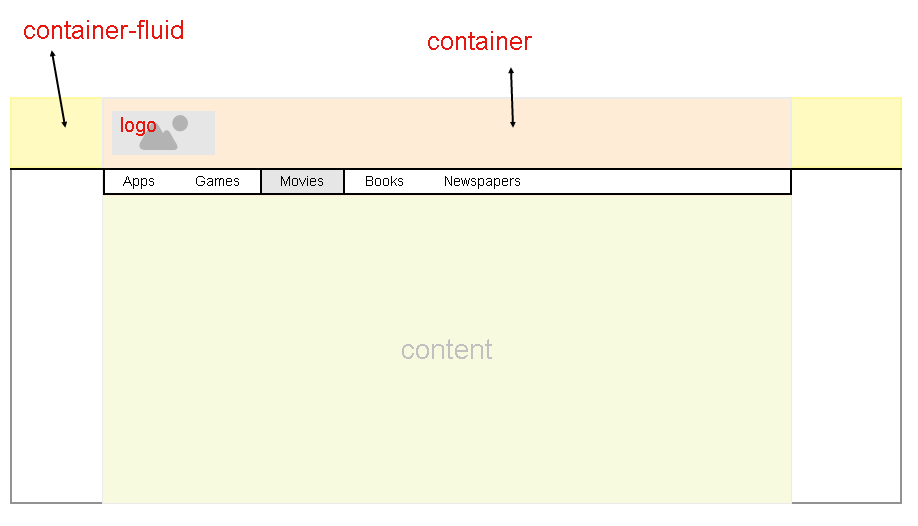 container-fluid
container
logo
Apps Games Movies Books Newspapers
content